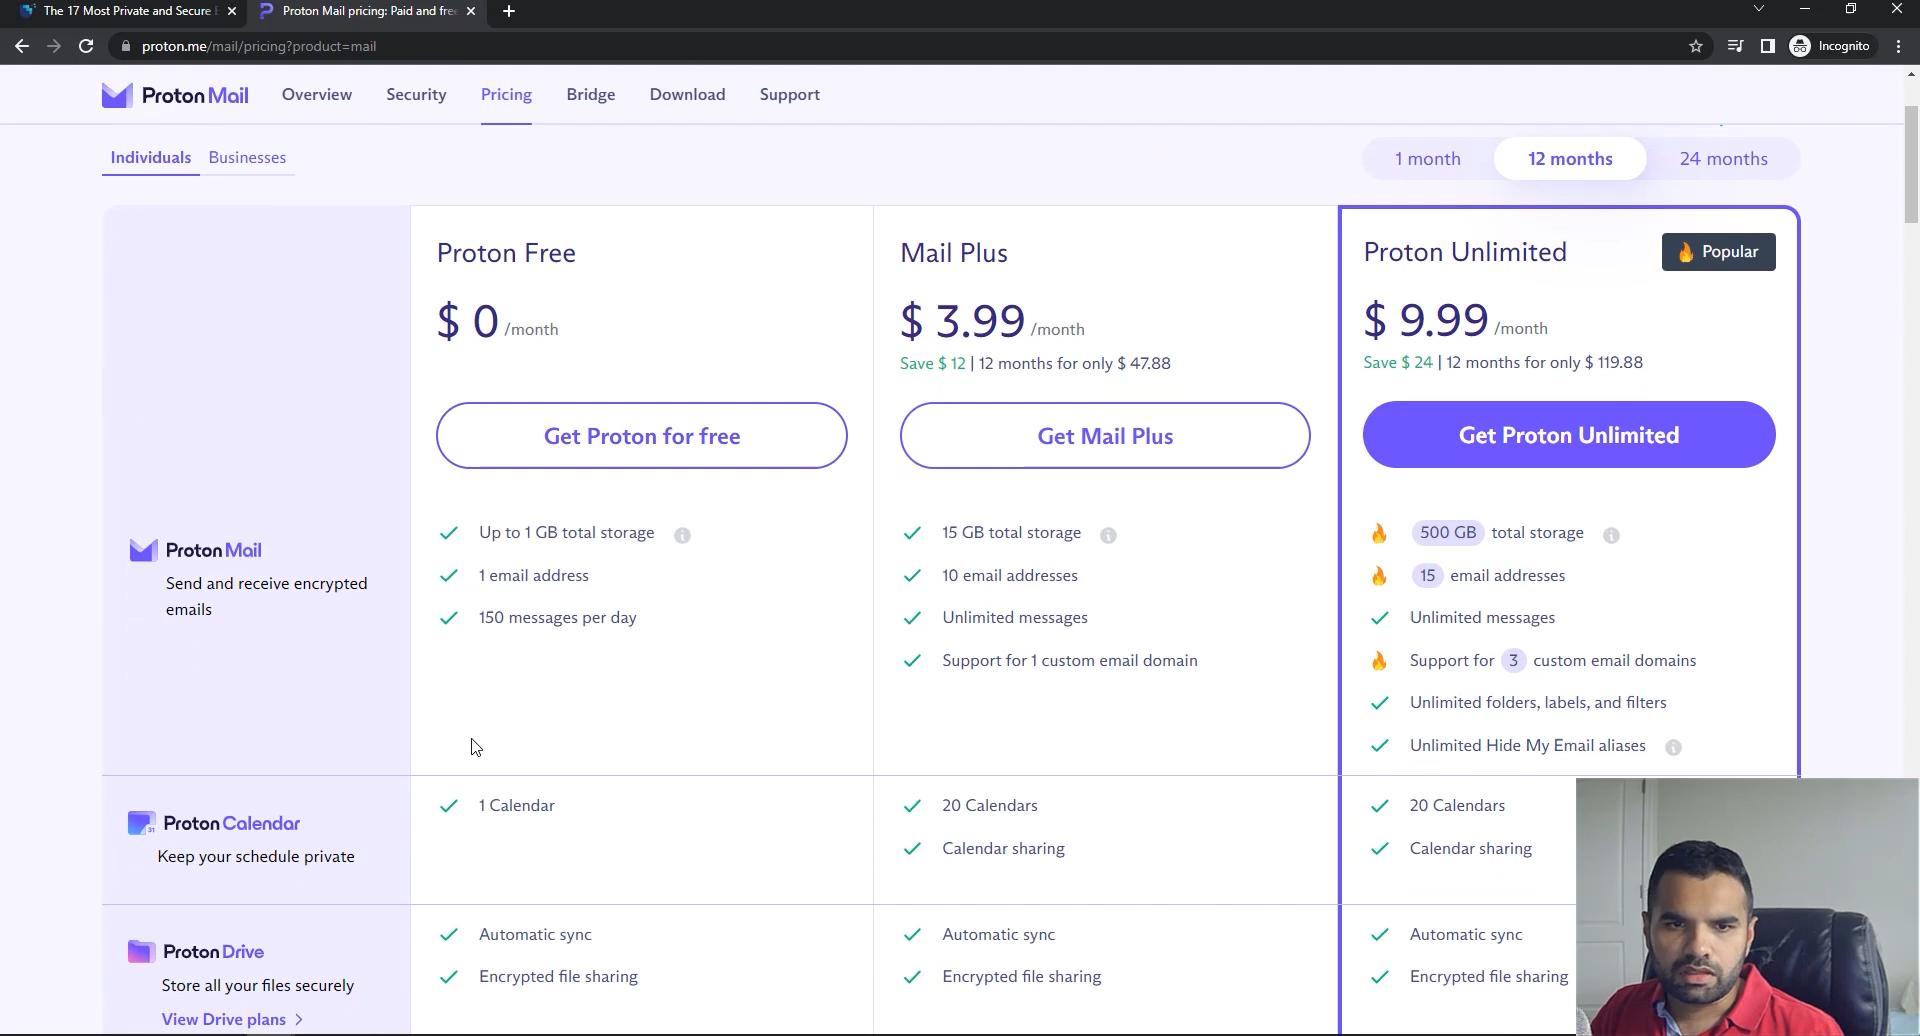 The 17 Most Private and Secure
Proton Mail pricing: Paid and fre
proton.me/mail/pricing?product=mail
Incognito
Proton Mail
Overview
Security
Pricing
Bridge
Download
Support
Individuals
Businesses
1 month
12 months
24 months
Proton Free
$ 0 /month
Get Proton for free
Mail Plus
$ 3.99 /month
Save $ 12 | 12 months for only $ 47.88
Get Mail Plus
Proton Unlimited
Popular
$ 9.99 /month
Save $ 24 | 12 months for only $ 119.88
Get Proton Unlimited
Proton Mail
Send and receive encrypted
emails
Up to 1 GB total storage
1 email address
150 messages per day
15 GB total storage
10 email addresses
Unlimited messages
Support for 1 custom email domain
500 GB total storage
15 email addresses
Unlimited messages
Support for 3 custom email domains
Unlimited folders, labels, and filters
Unlimited Hide My Email aliases
Proton Calendar
Keep your schedule private
1 Calendar
20 Calendars
Calendar sharing
20 Calendars
Calendar sharing
Proton Drive
Store all your files securely
View Drive plans >
Automatic sync
Encrypted file sharing
Automatic sync
Encrypted file sharing
Automatic sync
Encrypted file sharing